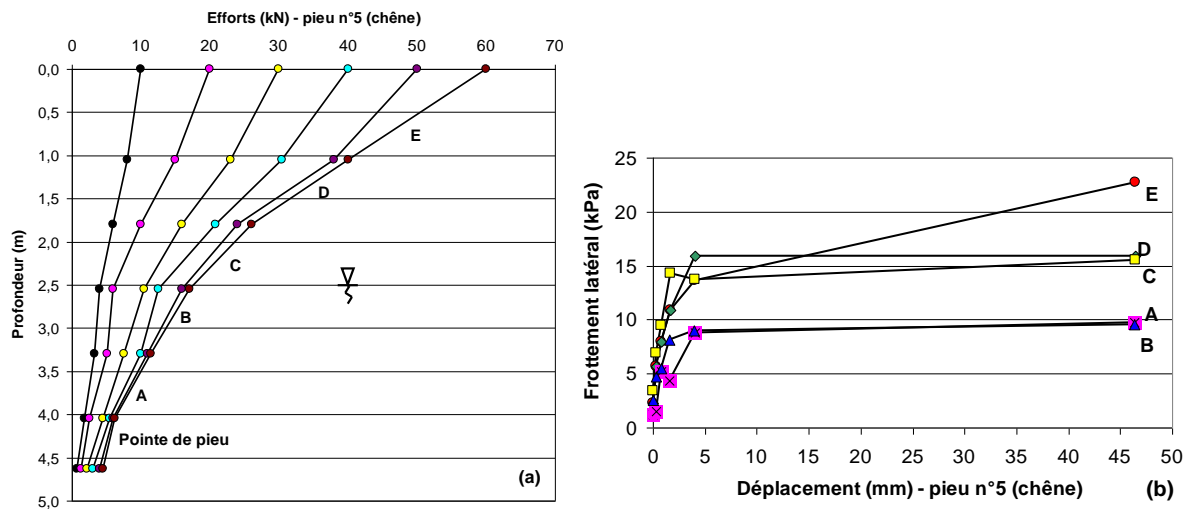 Efforts (kN) - pieu n°5 (chêne)
0 10 20 30 40 50 60 70
0,0
0,5
1,0
1,5
2,0
2,5
3,0
3,5
4,0
4,5
5,0
Profondeur (m)
E
D
C
B
A
Pointe de pieu
(a)
25
20
15
10
5
0
Frottement latéral (kPa)
E
D
C
A
B
0 5 10 15 20 25 30 35 40 45 50
Déplacement (mm) - pieu n°5 (chêne)
(b)